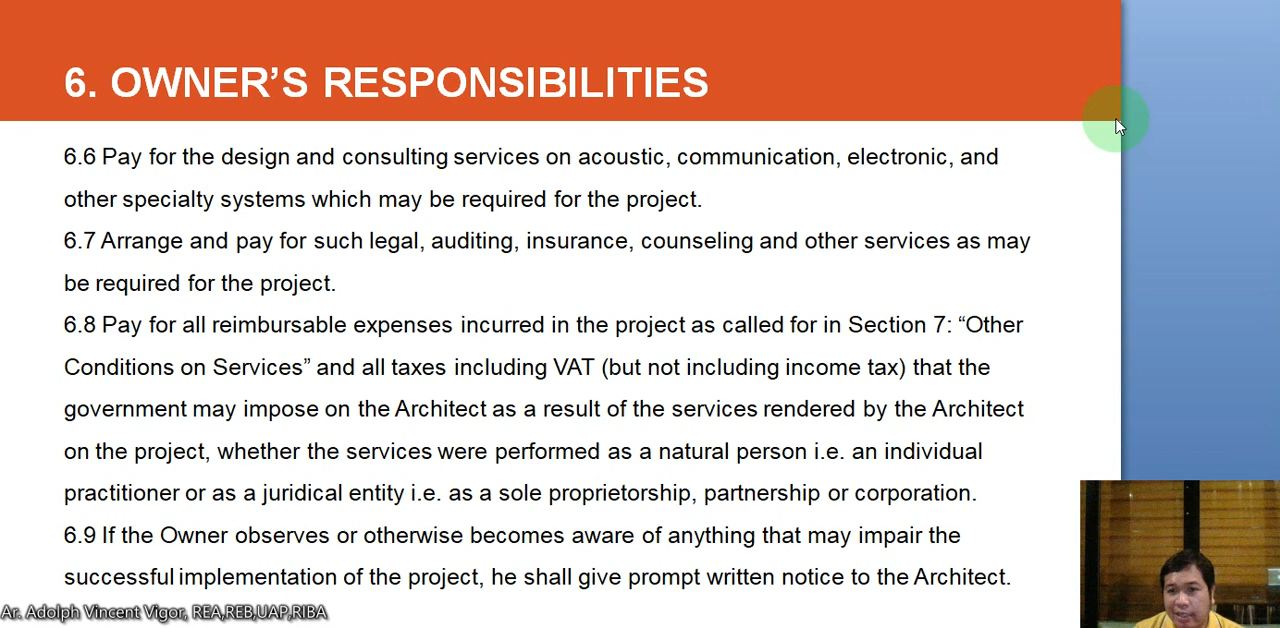 6. OWNER’S RESPONSIBILITIES
6.6 Pay for the design and consulting services on acoustic, communication, electronic, and
other specialty systems which may be required for the project.
6.7 Arrange and pay for such legal, auditing, insurance, counseling and other services as may
be required for the project.
6.8 Pay for all reimbursable expenses incurred in the project as called for in Section 7: “Other
Conditions on Services” and all taxes including VAT (but not including income tax) that the
government may impose on the Architect as a result of the services rendered by the Architect
on the project, whether the services were performed as a natural person i.e. an individual
practitioner or as a juridical entity i.e. as a sole proprietorship, partnership or corporation.
6.9 If the Owner observes or otherwise becomes aware of anything that may impair the
successful implementation of the project, he shall give prompt written notice to the Architect.
Ar. Adolph Vincent Vigor, REA,REB,UAP,RIBA